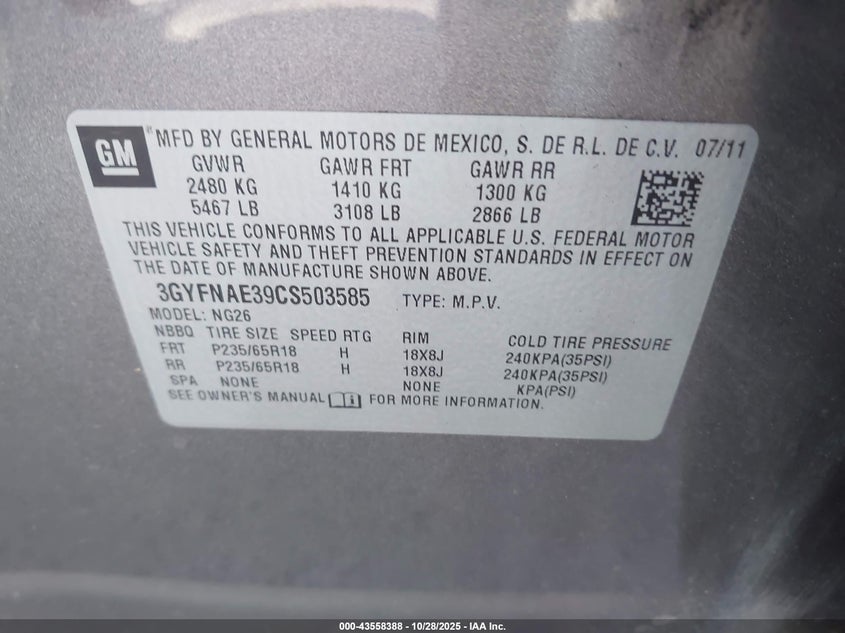 GM
® MFD BY GENERAL MOTORS DE MEXICO, S. DE R.L. DE C.V. 07/11
GVWR GAWR FRT GAWR RR
2480 KG 1410 KG 1300 KG
5467 LB 3108 LB 2866 LB
THIS VEHICLE CONFORMS TO ALL APPLICABLE U.S. FEDERAL MOTOR
VEHICLE SAFETY AND THEFT PREVENTION STANDARDS IN EFFECT ON
THE DATE OF MANUFACTURE SHOWN ABOVE.
3GYFNAE39CS503585 TYPE: M.P.V.
MODEL: NG26
NBBQ TIRE SIZE SPEED RTG RIM COLD TIRE PRESSURE
FRT P235/65R18 H 18X8J 240KPA(35PSI)
RR P235/65R18 H 18X8J 240KPA(35PSI)
SPA NONE NONE KPA(PSI)
SEE OWNER'S MANUAL FOR MORE INFORMATION.
000-43558388 - 10/28/2025 - IAA Inc.